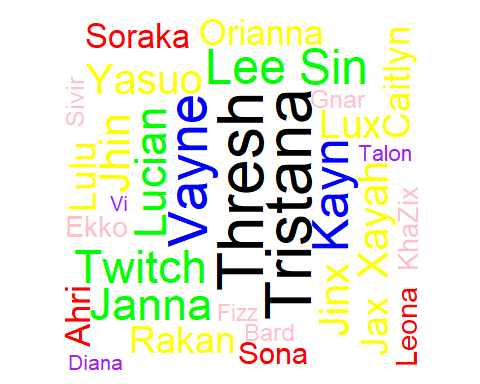 Soraka
Orianna
Yasuo
Lee Sin
Sivir
Gnar
Caitlyn
Lux
Lulu
Jhin
Lucian
Vayne
Thresh
Tristana
Kayn
Talon
Vi
Ekko
Xayah
KhaZix
Twitch
Janna
Ahri
Rakan
Fizz
Bard
Sona
Jinx
Jax
Leona
Diana